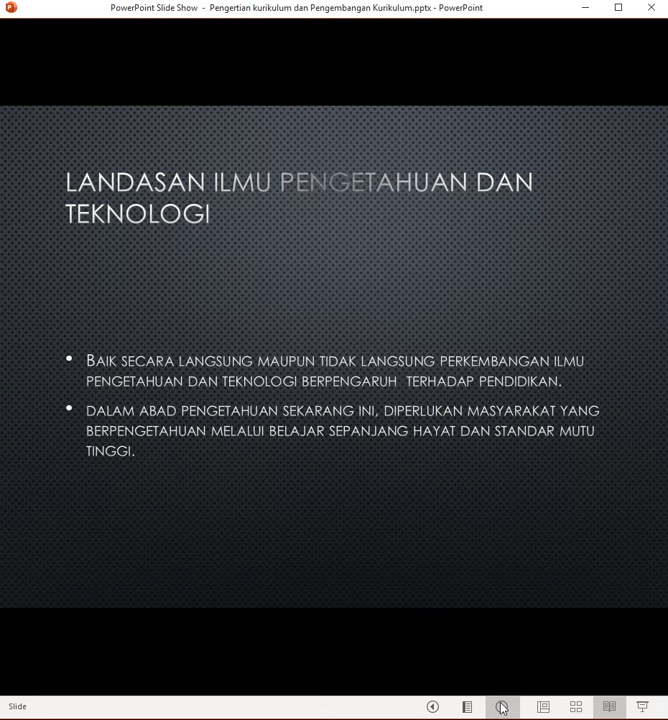 PowerPoint Slide Show - Pengertian kurikulum dan Pengembangan Kurikulum.pptx - PowerPoint
LANDASAN ILMU PENGETAHUAN DAN
TEKNOLOGI
• BAIK SECARA LANGSUNG MAUPUN TIDAK LANGSUNG PERKEMBANGAN ILMU
PENGETAHUAN DAN TEKNOLOGI BERPENGARUH TERHADAP PENDIDIKAN.
• DALAM ABAD PENGETAHUAN SEKARANG INI, DIPERLUKAN MASYARAKAT YANG
BERPENGETAHUAN MELALUI BELAJAR SEPANJANG HAYAT DAN STANDAR MUTU
TINGGI.
Slide